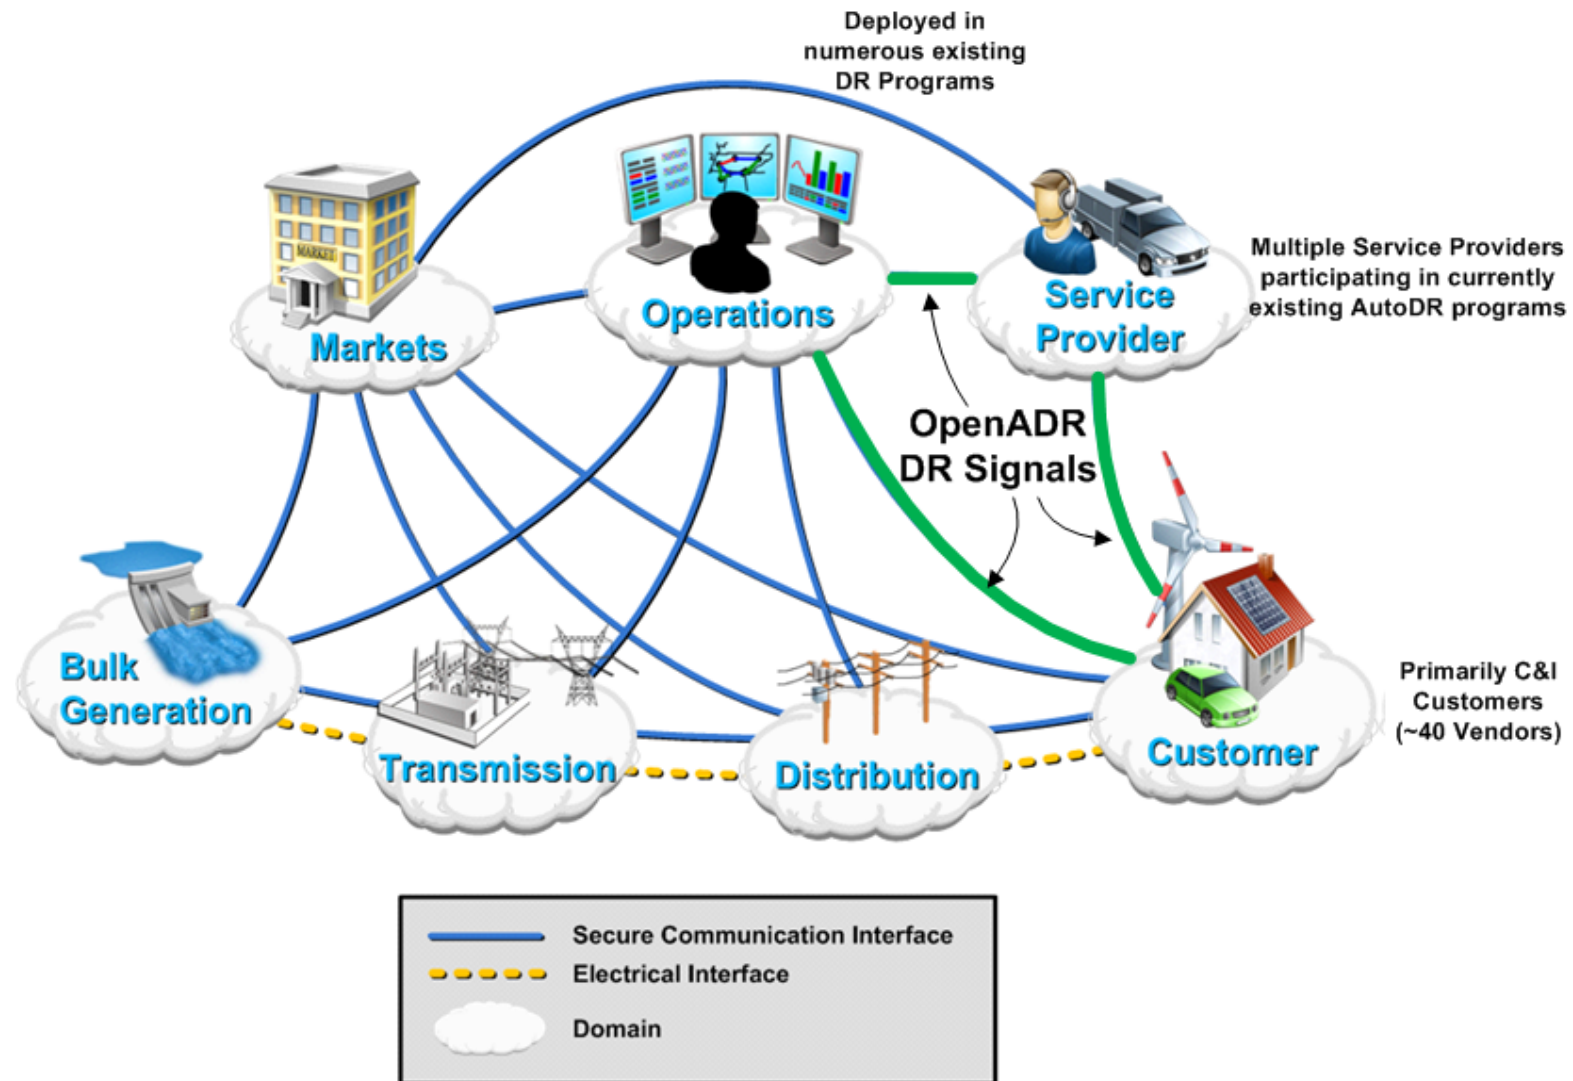 Deployed in
numerous existing
DR Programs
MARKET
Markets
Operations
Service
Provider
Multiple Service Providers
participating in currently
existing AutoDR programs
OpenADR
DR Signals
Bulk
Generation
Transmission
Distribution
Customer
Primarily C&I
Customers
(~40 Vendors)
Secure Communication Interface
Electrical Interface
Domain